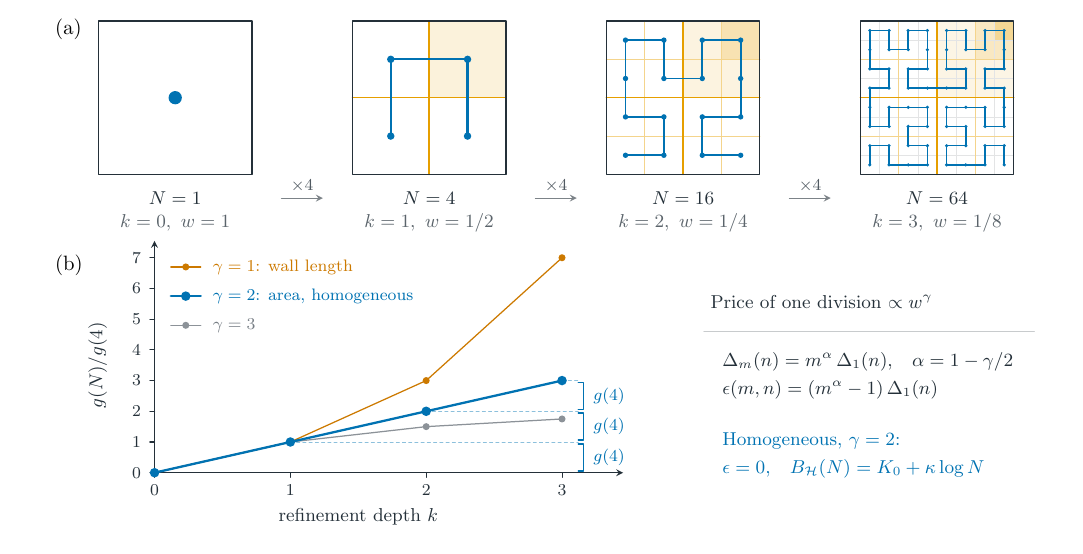 (a)
×4
×4
×4
N = 1
N = 4
N = 16
N = 64
k = 0, w = 1
k = 1, w = 1/2
k = 2, w = 1/4
k = 3, w = 1/8
(b)
g(N)/g(4)
7
6
5
4
3
2
1
0
γ = 1: wall length
γ = 2: area, homogeneous
γ = 3
g(4)
g(4)
g(4)
0
1
2
3
refinement depth k
Price of one division ∝ w^γ
Δ_m(n) = m^α Δ_1(n), α = 1 − γ/2
ϵ(m, n) = (m^α − 1) Δ_1(n)
Homogeneous, γ = 2:
ϵ = 0, B_ℋ(N) = K_0 + κ log N